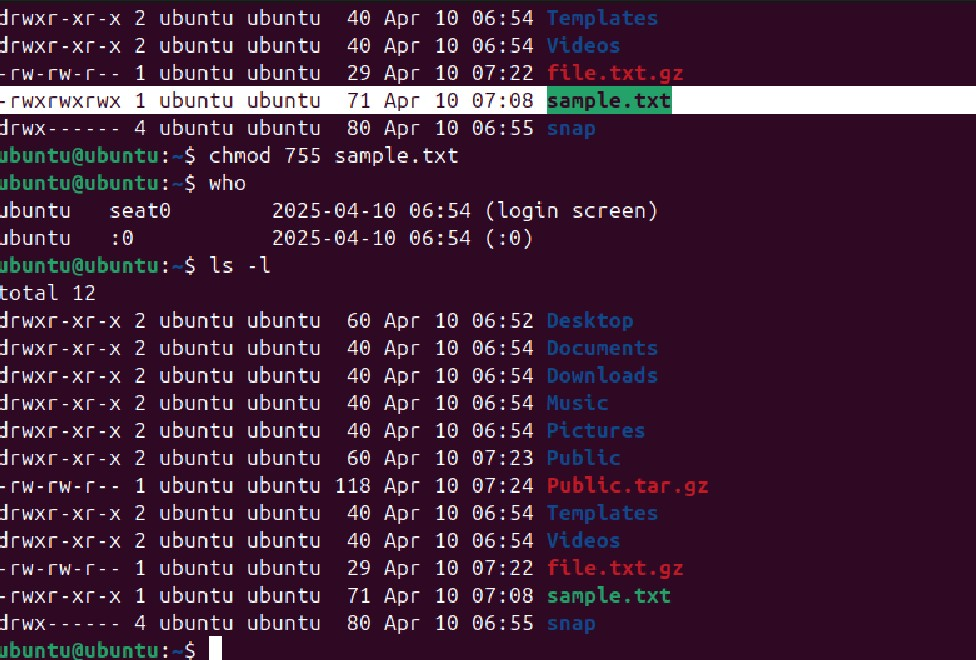 drwxr-xr-x 2 ubuntu ubuntu  40 Apr 10 06:54 Templates
drwxr-xr-x 2 ubuntu ubuntu  40 Apr 10 06:54 Videos
-rw-rw-r-- 1 ubuntu ubuntu  29 Apr 10 07:22 file.txt.gz
-rwxrwxrwx 1 ubuntu ubuntu  71 Apr 10 07:08 sample.txt
drwx------ 4 ubuntu ubuntu  80 Apr 10 06:55 snap
ubuntu@ubuntu:~$ chmod 755 sample.txt
ubuntu@ubuntu:~$ who
ubuntu   seat0        2025-04-10 06:54 (login screen)
ubuntu   :0           2025-04-10 06:54 (:0)
ubuntu@ubuntu:~$ ls -l
total 12
drwxr-xr-x 2 ubuntu ubuntu  60 Apr 10 06:52 Desktop
drwxr-xr-x 2 ubuntu ubuntu  40 Apr 10 06:54 Documents
drwxr-xr-x 2 ubuntu ubuntu  40 Apr 10 06:54 Downloads
drwxr-xr-x 2 ubuntu ubuntu  40 Apr 10 06:54 Music
drwxr-xr-x 2 ubuntu ubuntu  40 Apr 10 06:54 Pictures
drwxr-xr-x 2 ubuntu ubuntu  60 Apr 10 07:23 Public
-rw-rw-r-- 1 ubuntu ubuntu 118 Apr 10 07:24 Public.tar.gz
drwxr-xr-x 2 ubuntu ubuntu  40 Apr 10 06:54 Templates
drwxr-xr-x 2 ubuntu ubuntu  40 Apr 10 06:54 Videos
-rw-rw-r-- 1 ubuntu ubuntu  29 Apr 10 07:22 file.txt.gz
-rwxr-xr-x 1 ubuntu ubuntu  71 Apr 10 07:08 sample.txt
drwx------ 4 ubuntu ubuntu  80 Apr 10 06:55 snap
ubuntu@ubuntu:~$